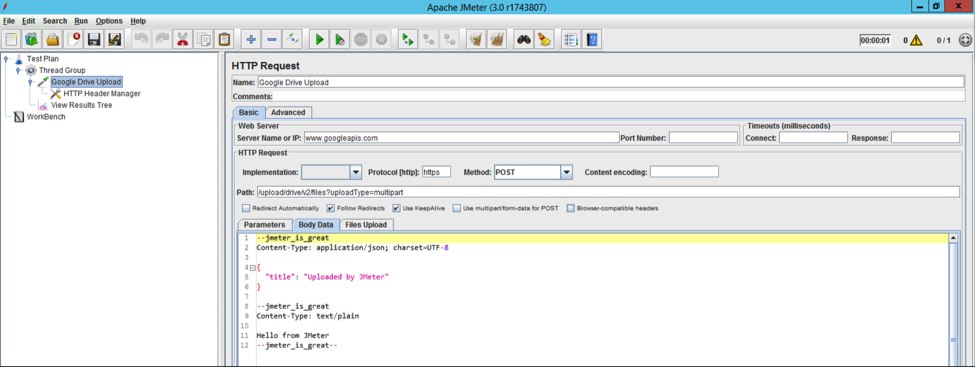 Apache JMeter (3.0 r1743807)
File Edit Search Run Options Help
00:00:01 0 0 / 1
Test Plan
Thread Group
Google Drive Upload
HTTP Header Manager
View Results Tree
WorkBench
HTTP Request
Name: Google Drive Upload
Comments:
Basic Advanced
Web Server
Server Name or IP: www.googleapis.com Port Number:
Timeouts (milliseconds)
Connect: Response:
HTTP Request
Implementation: Protocol [http]: https Method: POST Content encoding:
Path: /upload/drive/v2/files?uploadType=multipart
Redirect Automatically Follow Redirects Use KeepAlive Use multipart/form-data for POST Browser-compatible headers
Parameters Body Data Files Upload
1 --jmeter_is_great
2 Content-Type: application/json; charset=UTF-8
3
4 {
5 "title": "Uploaded by JMeter"
6 }
7
8 --jmeter_is_great
9 Content-Type: text/plain
10
11 Hello from JMeter
12 --jmeter_is_great--